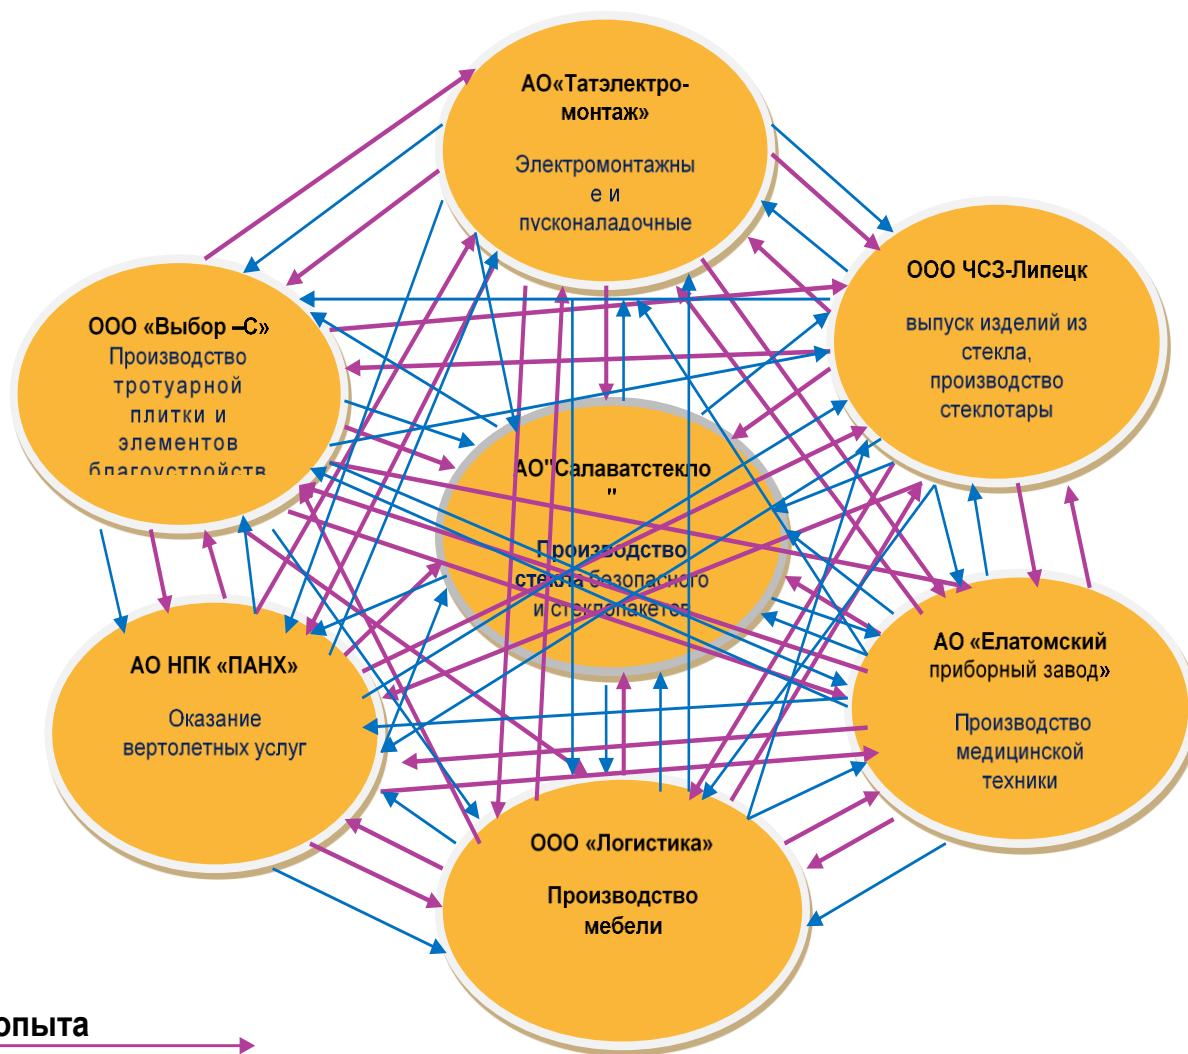 АО«Татэлектро-
монтаж»
Электромонтажны
е и
пусконаладочные
ООО ЧСЗ-Липецк
выпуск изделий из
стекла,
производство
стеклотары
ООО «Выбор –С»
Производство
тротуарной
плитки и
элементов
благоустройств
АО"Салаватстекло
"
Производство
стекла безопасного
и стеклопакетов
АО НПК «ПАНХ»
Оказание
вертолетных услуг
АО «Елатомский
приборный завод»
Производство
медицинской
техники
ООО «Логистика»
Производство
мебели
опыта